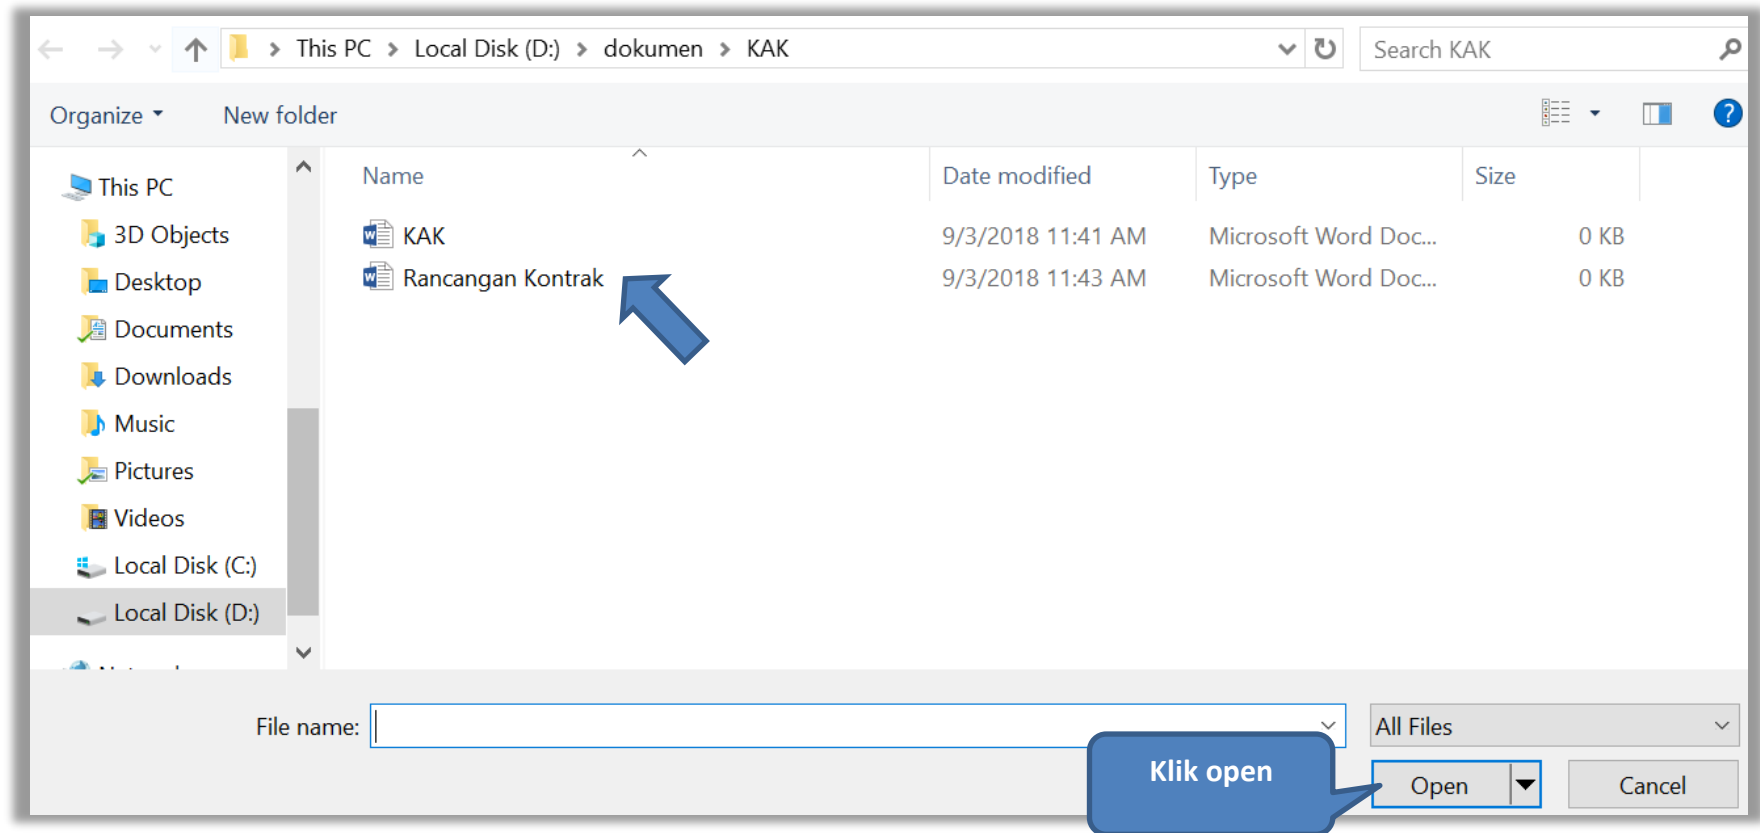 This PC > Local Disk (D:) > dokumen > KAK
Search KAK
Organize
New folder
Name Date modified Type Size
This PC
3D Objects
Desktop
Documents
Downloads
Music
Pictures
Videos
Local Disk (C:)
Local Disk (D:)
KAK 9/3/2018 11:41 AM Microsoft Word Doc... 0 KB
Rancangan Kontrak 9/3/2018 11:43 AM Microsoft Word Doc... 0 KB
File name:
All Files
Klik open
Open
Cancel